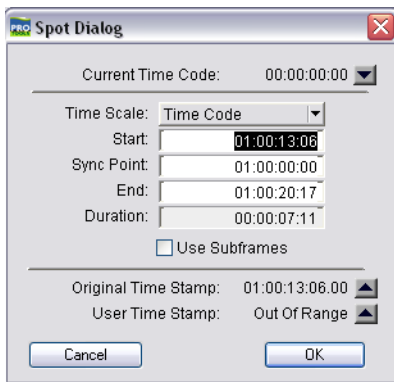 PRO Spot Dialog
Current Time Code: 00:00:00:00
Time Scale: Time Code
Start: 01:00:13:06
Sync Point: 01:00:00:00
End: 01:00:20:17
Duration: 00:00:07:11
Use Subframes
Original Time Stamp: 01:00:13:06.00
User Time Stamp: Out Of Range
Cancel OK